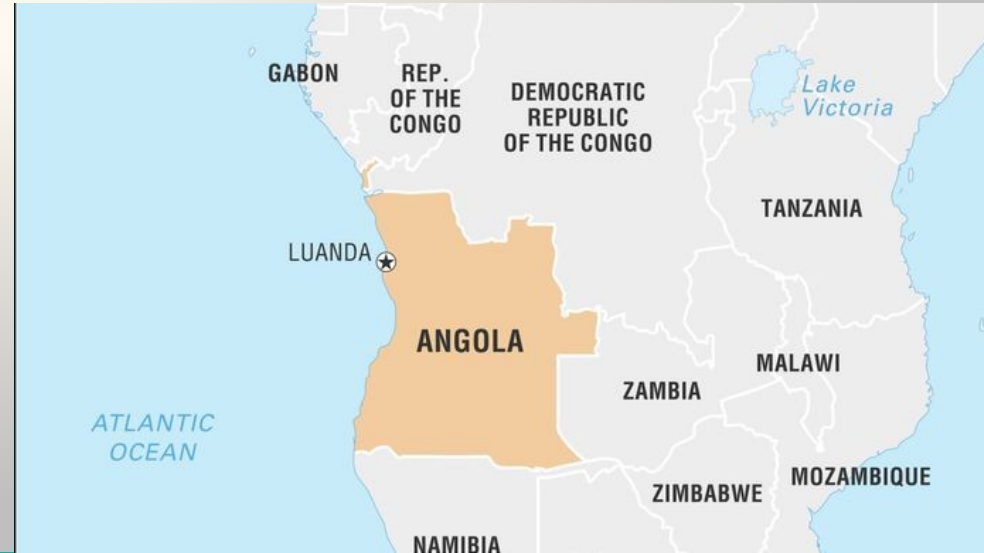 GABON
REP.
OF THE
CONGO
DEMOCRATIC
REPUBLIC
OF THE CONGO
Lake
Victoria
TANZANIA
LUANDA
ANGOLA
MALAWI
ZAMBIA
ATLANTIC
OCEAN
MOZAMBIQUE
ZIMBABWE
NAMIBIA